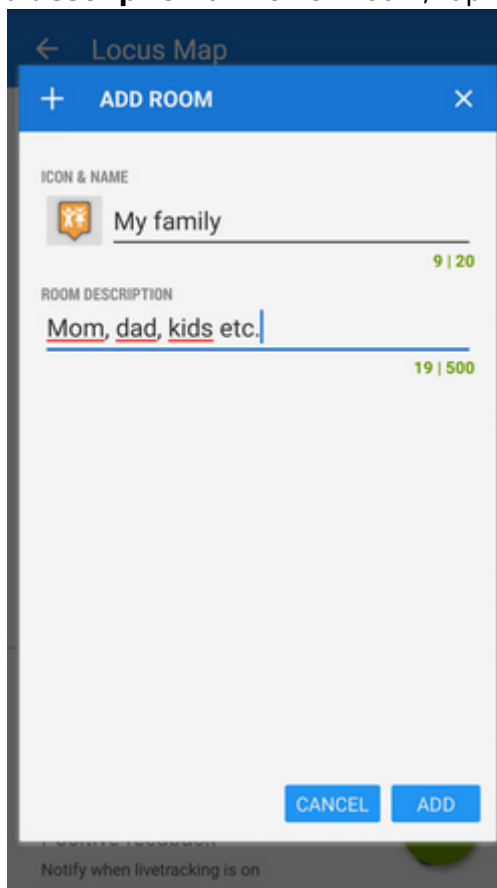 ← Locus Map
+ ADD ROOM ×
ICON & NAME
My family
9 | 20
ROOM DESCRIPTION
Mom, dad, kids etc.
19 | 500
CANCEL ADD
Notify when livetracking is on